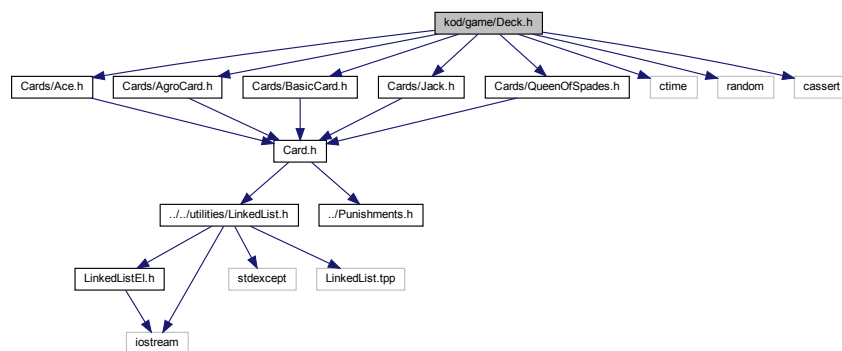 kod/game/Deck.h
Cards/Ace.h
Cards/AgroCard.h
Cards/BasicCard.h
Cards/Jack.h
Cards/QueenOfSpades.h
ctime
random
cassert
Card.h
../../utilities/LinkedList.h
../Punishments.h
LinkedListEl.h
stdexcept
LinkedList.tpp
iostream